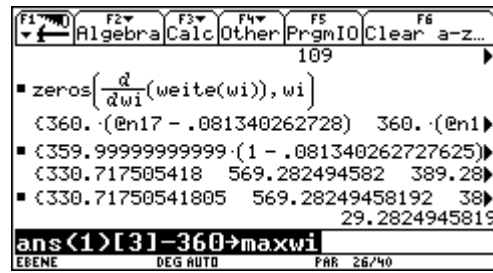 F1 F2 F3 F4 F5 F6
Algebra Calc Other PrgmIO Clear a-z…
109
▪ zeros(d/dwi(weite(wi)),wi)
{360.·(@n17 - .081340262728) 360.·(@n1▶
▪ {359.99999999999·(1 - .081340262727625)▶
{330.717505418 569.282494582 389.28▶
▪ {330.71750541805 569.28249458192 38▶
29.2824945819
ans(1)[3]-360→maxwi
EBENE DEG AUTO PAR 26/40